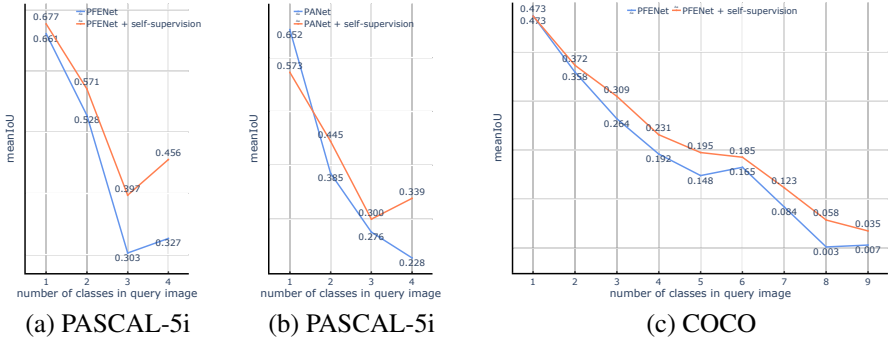 PFENet
PFENet + self-supervision
0.677
0.661
0.571
0.528
0.397
0.303
0.456
0.327
meanIoU
1 2 3 4
number of classes in query image
(a) PASCAL-5i
PANet
PANet + self-supervision
0.652
0.573
0.445
0.385
0.300
0.276
0.339
0.228
meanIoU
1 2 3 4
number of classes in query image
(b) PASCAL-5i
PFENet
PFENet + self-supervision
0.473
0.473
0.372
0.358
0.309
0.264
0.231
0.192
0.195
0.148
0.185
0.165
0.123
0.084
0.058
0.003
0.035
0.007
meanIoU
1 2 3 4 5 6 7 8 9
number of classes in query image
(c) COCO